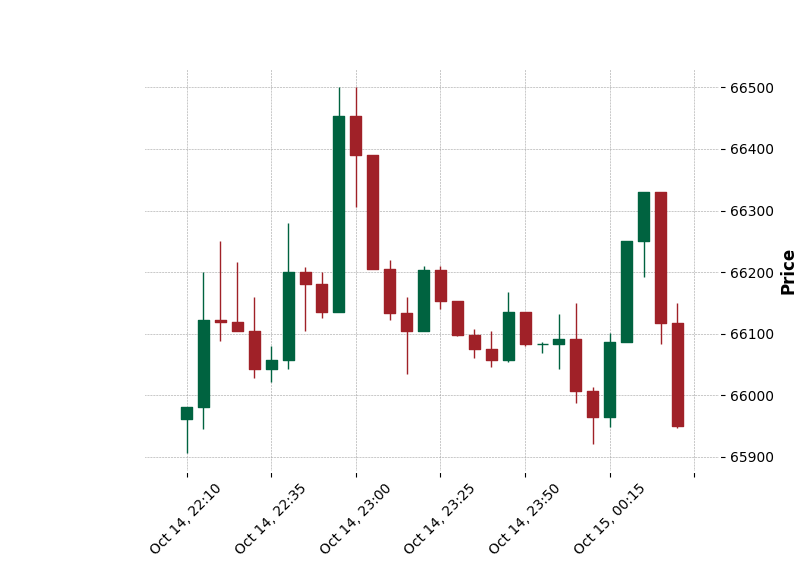 66500
66400
66300
66200
66100
66000
65900
Price
Oct 14, 22:10
Oct 14, 22:35
Oct 14, 23:00
Oct 14, 23:25
Oct 14, 23:50
Oct 15, 00:15